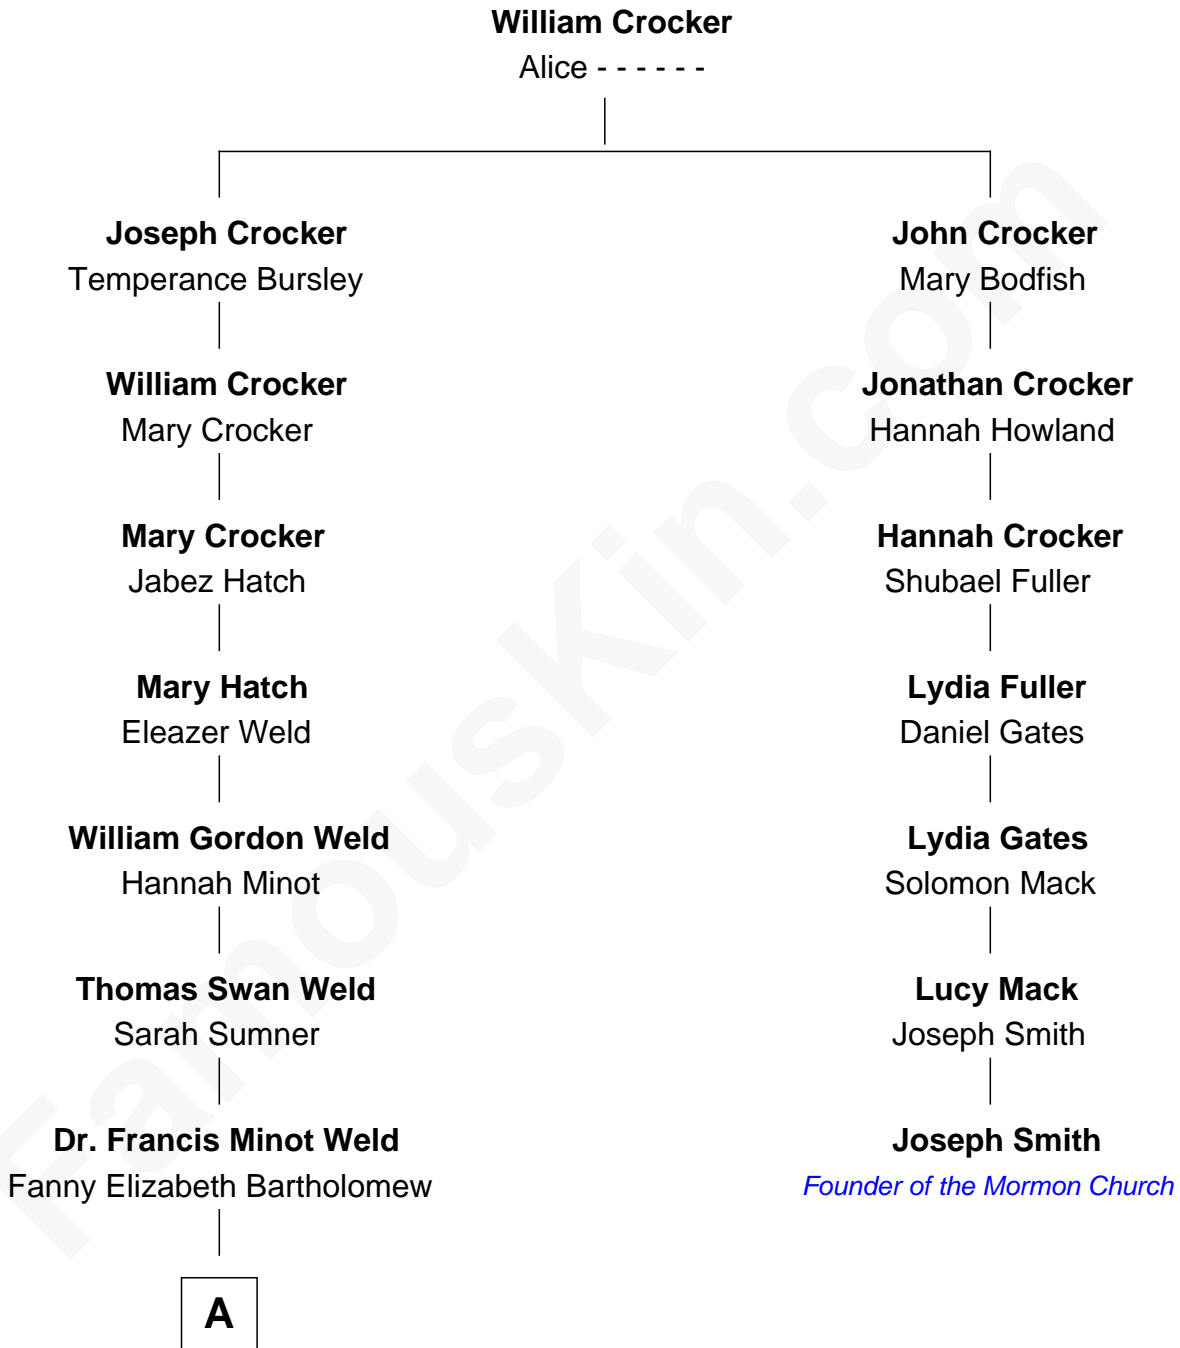 William Crocker
Alice - - - - - -
Joseph Crocker
Temperance Bursley
John Crocker
Mary Bodfish
William Crocker
Mary Crocker
Jonathan Crocker
Hannah Howland
Mary Crocker
Jabez Hatch
Hannah Crocker
Shubael Fuller
Mary Hatch
Eleazer Weld
Lydia Fuller
Daniel Gates
William Gordon Weld
Hannah Minot
Lydia Gates
Solomon Mack
Thomas Swan Weld
Sarah Sumner
Lucy Mack
Joseph Smith
Dr. Francis Minot Weld
Fanny Elizabeth Bartholomew
Joseph Smith
Founder of the Mormon Church
A
FamousKin.com